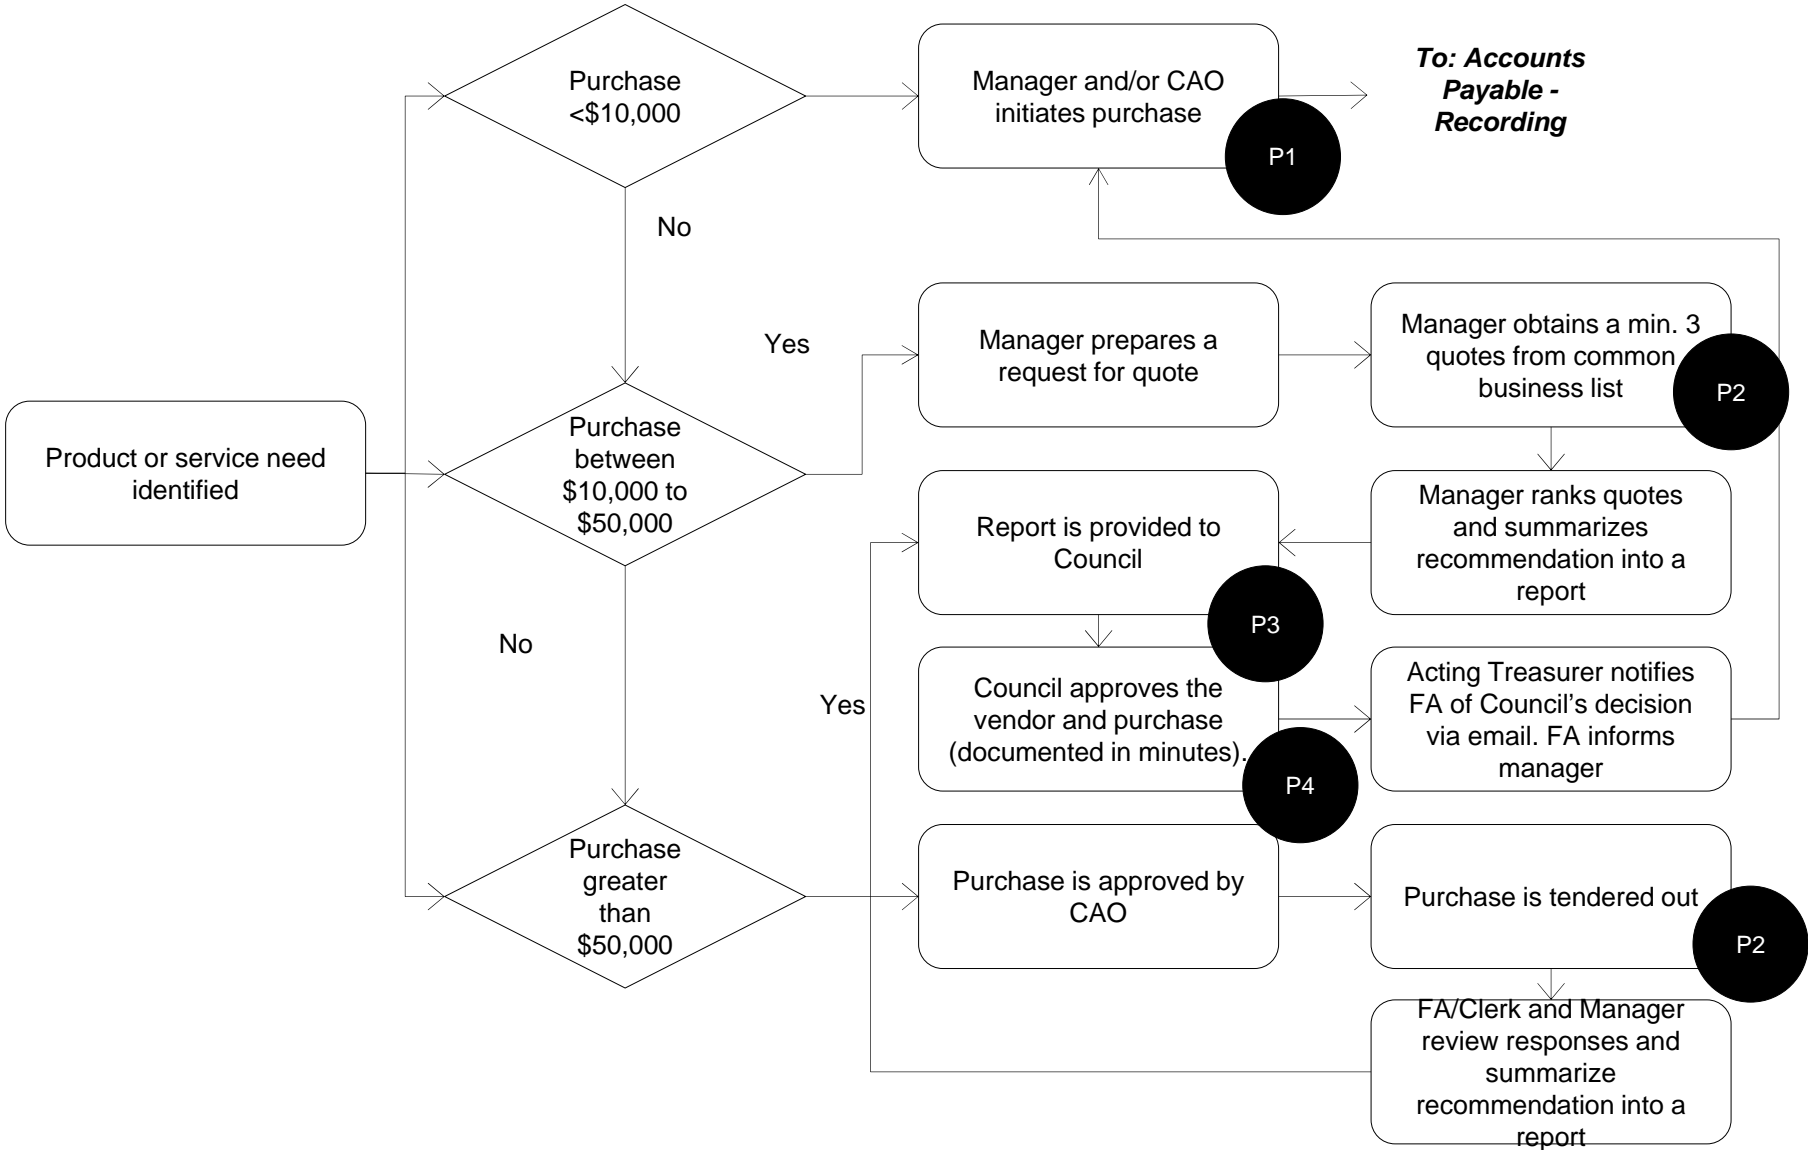 Purchase
<$10,000
Manager and/or CAO
initiates purchase
P1
To: Accounts
Payable -
Recording
No
Yes
Manager prepares a
request for quote
Manager obtains a min. 3
quotes from common
business list
P2
Product or service need
identified
Purchase
between
$10,000 to
$50,000
Report is provided to
Council
P3
Manager ranks quotes
and summarizes
recommendation into a
report
No
Yes
Council approves the
vendor and purchase
(documented in minutes).
P4
Acting Treasurer notifies
FA of Council’s decision
via email. FA informs
manager
Purchase
greater
than
$50,000
Purchase is approved by
CAO
Purchase is tendered out
P2
FA/Clerk and Manager
review responses and
summarize
recommendation into a
report